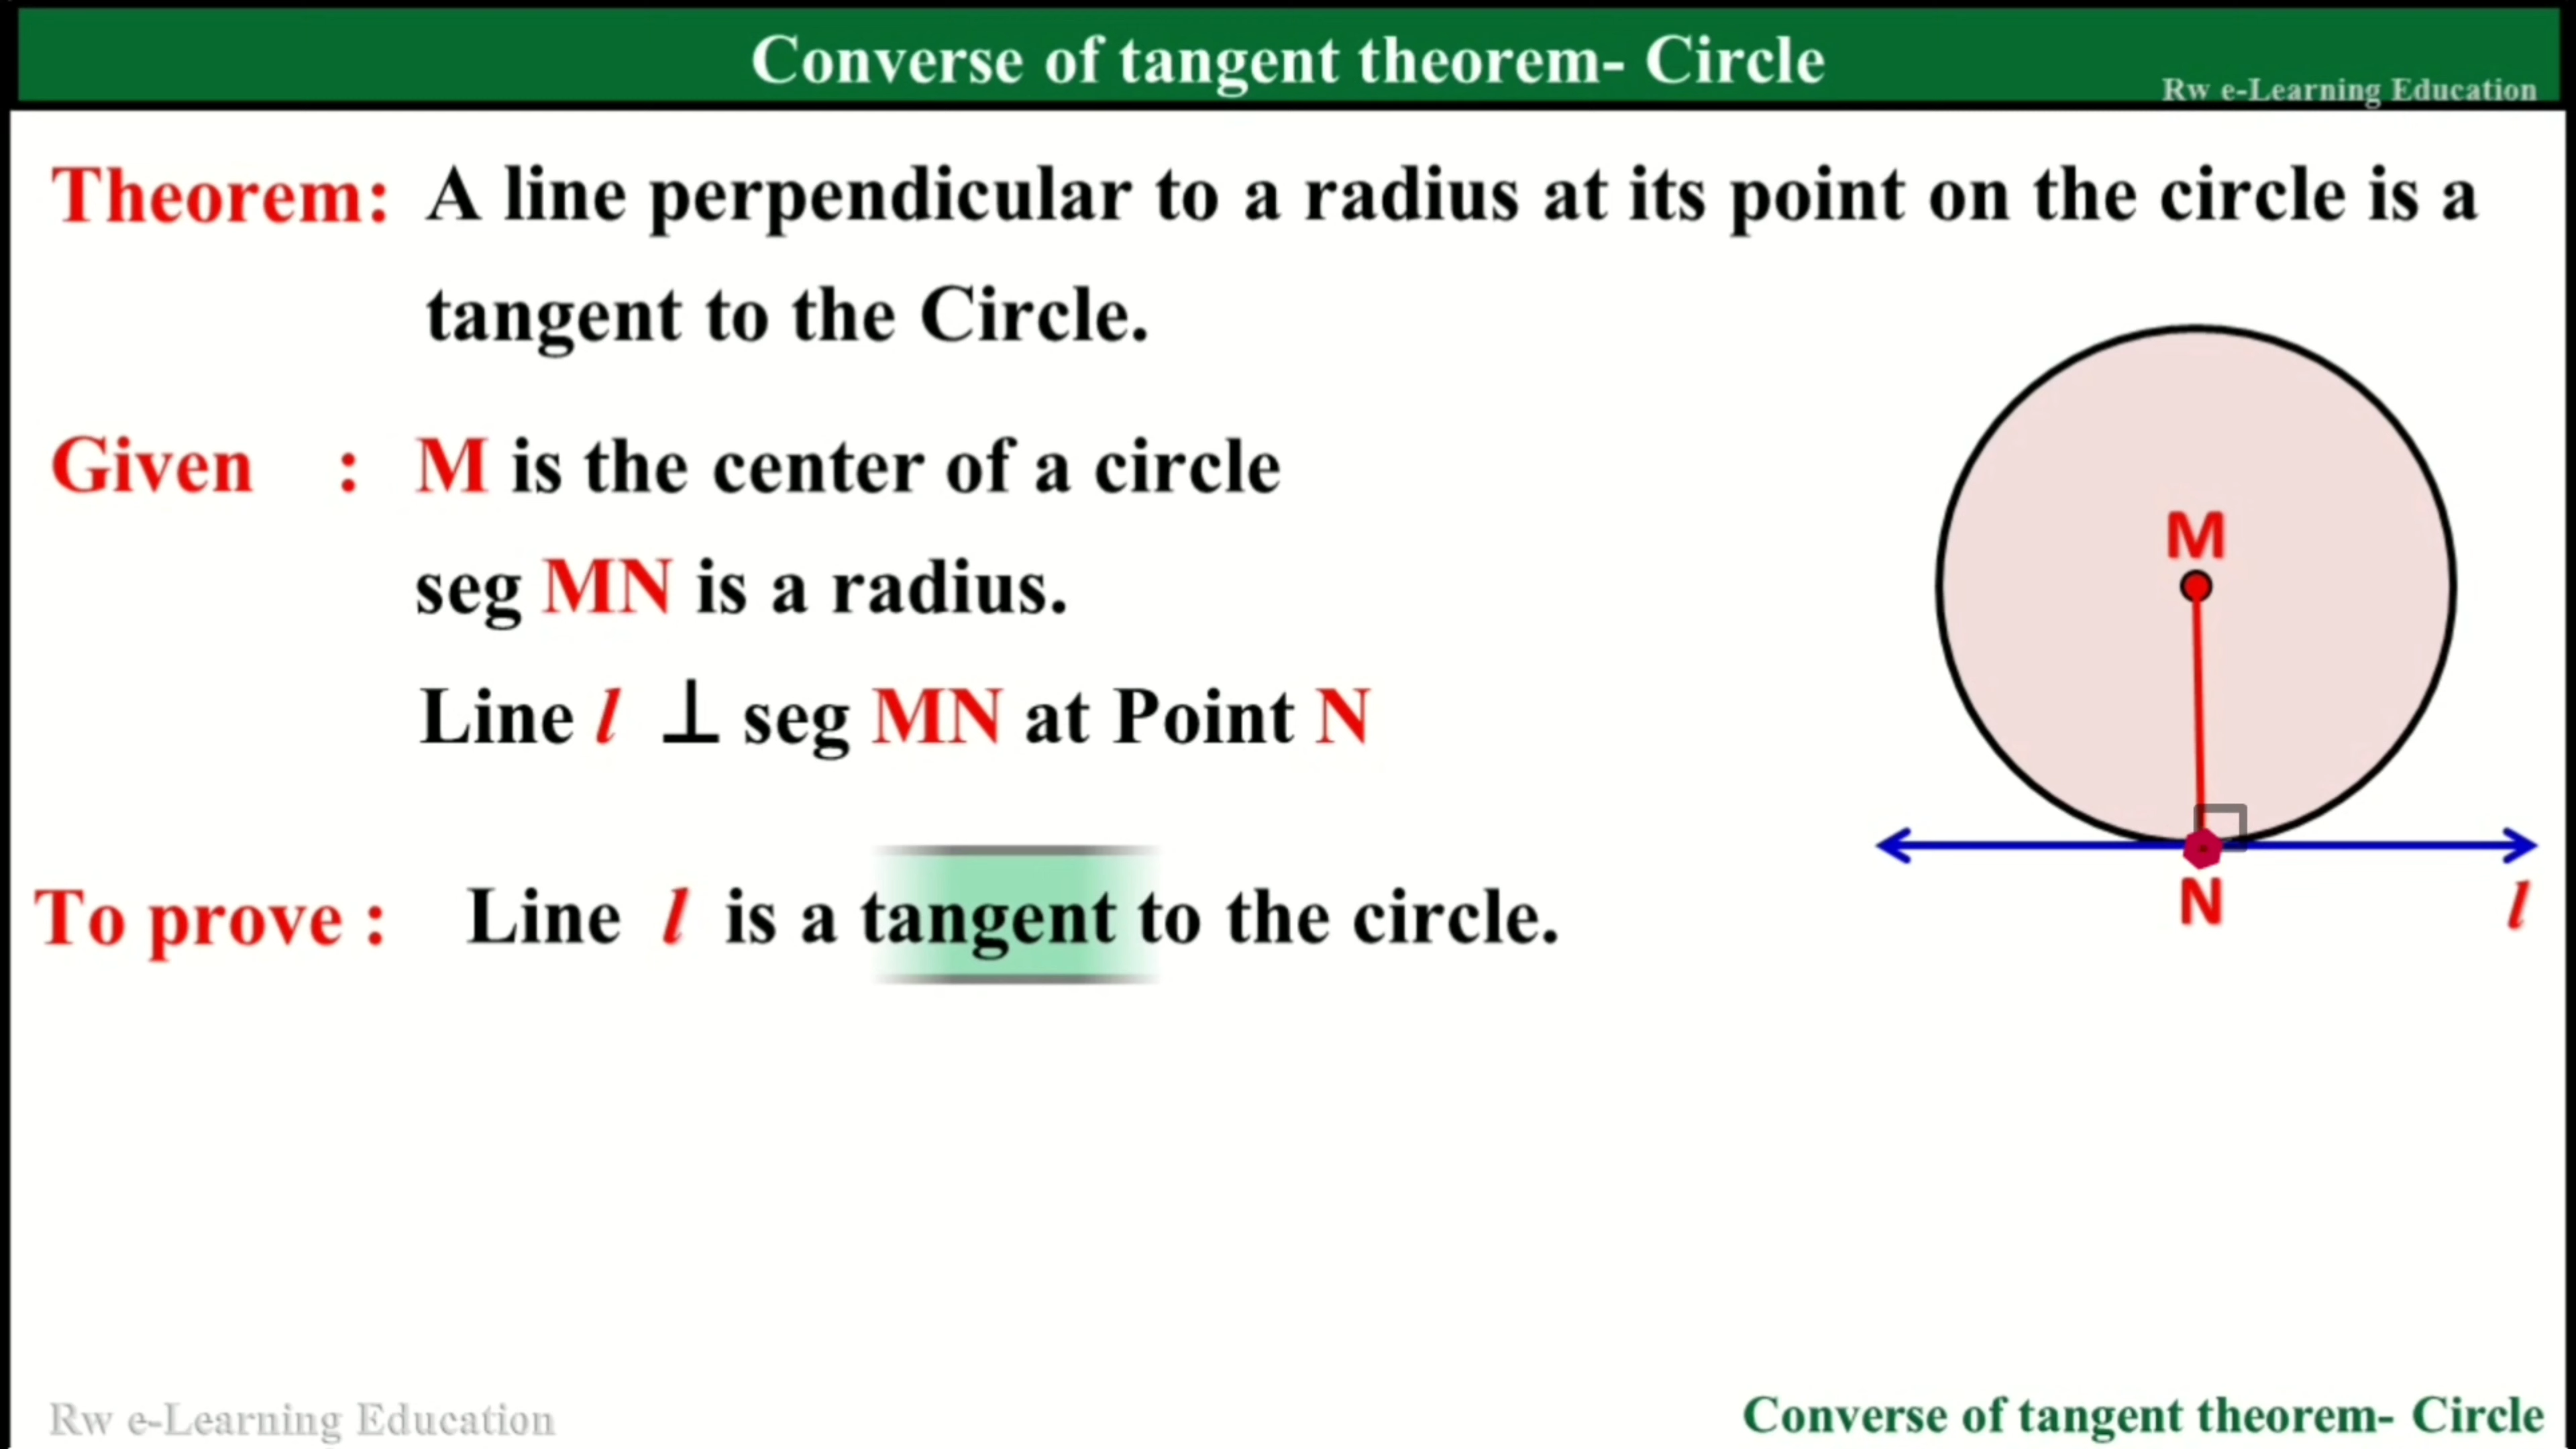 Converse of tangent theorem- Circle
Rw e-Learning Education
Theorem: A line perpendicular to a radius at its point on the circle is a
tangent to the Circle.
Given : M is the center of a circle
seg MN is a radius.
Line l ⊥ seg MN at Point N
To prove : Line l is a tangent to the circle.
M
N
l
Rw e-Learning Education
Converse of tangent theorem- Circle